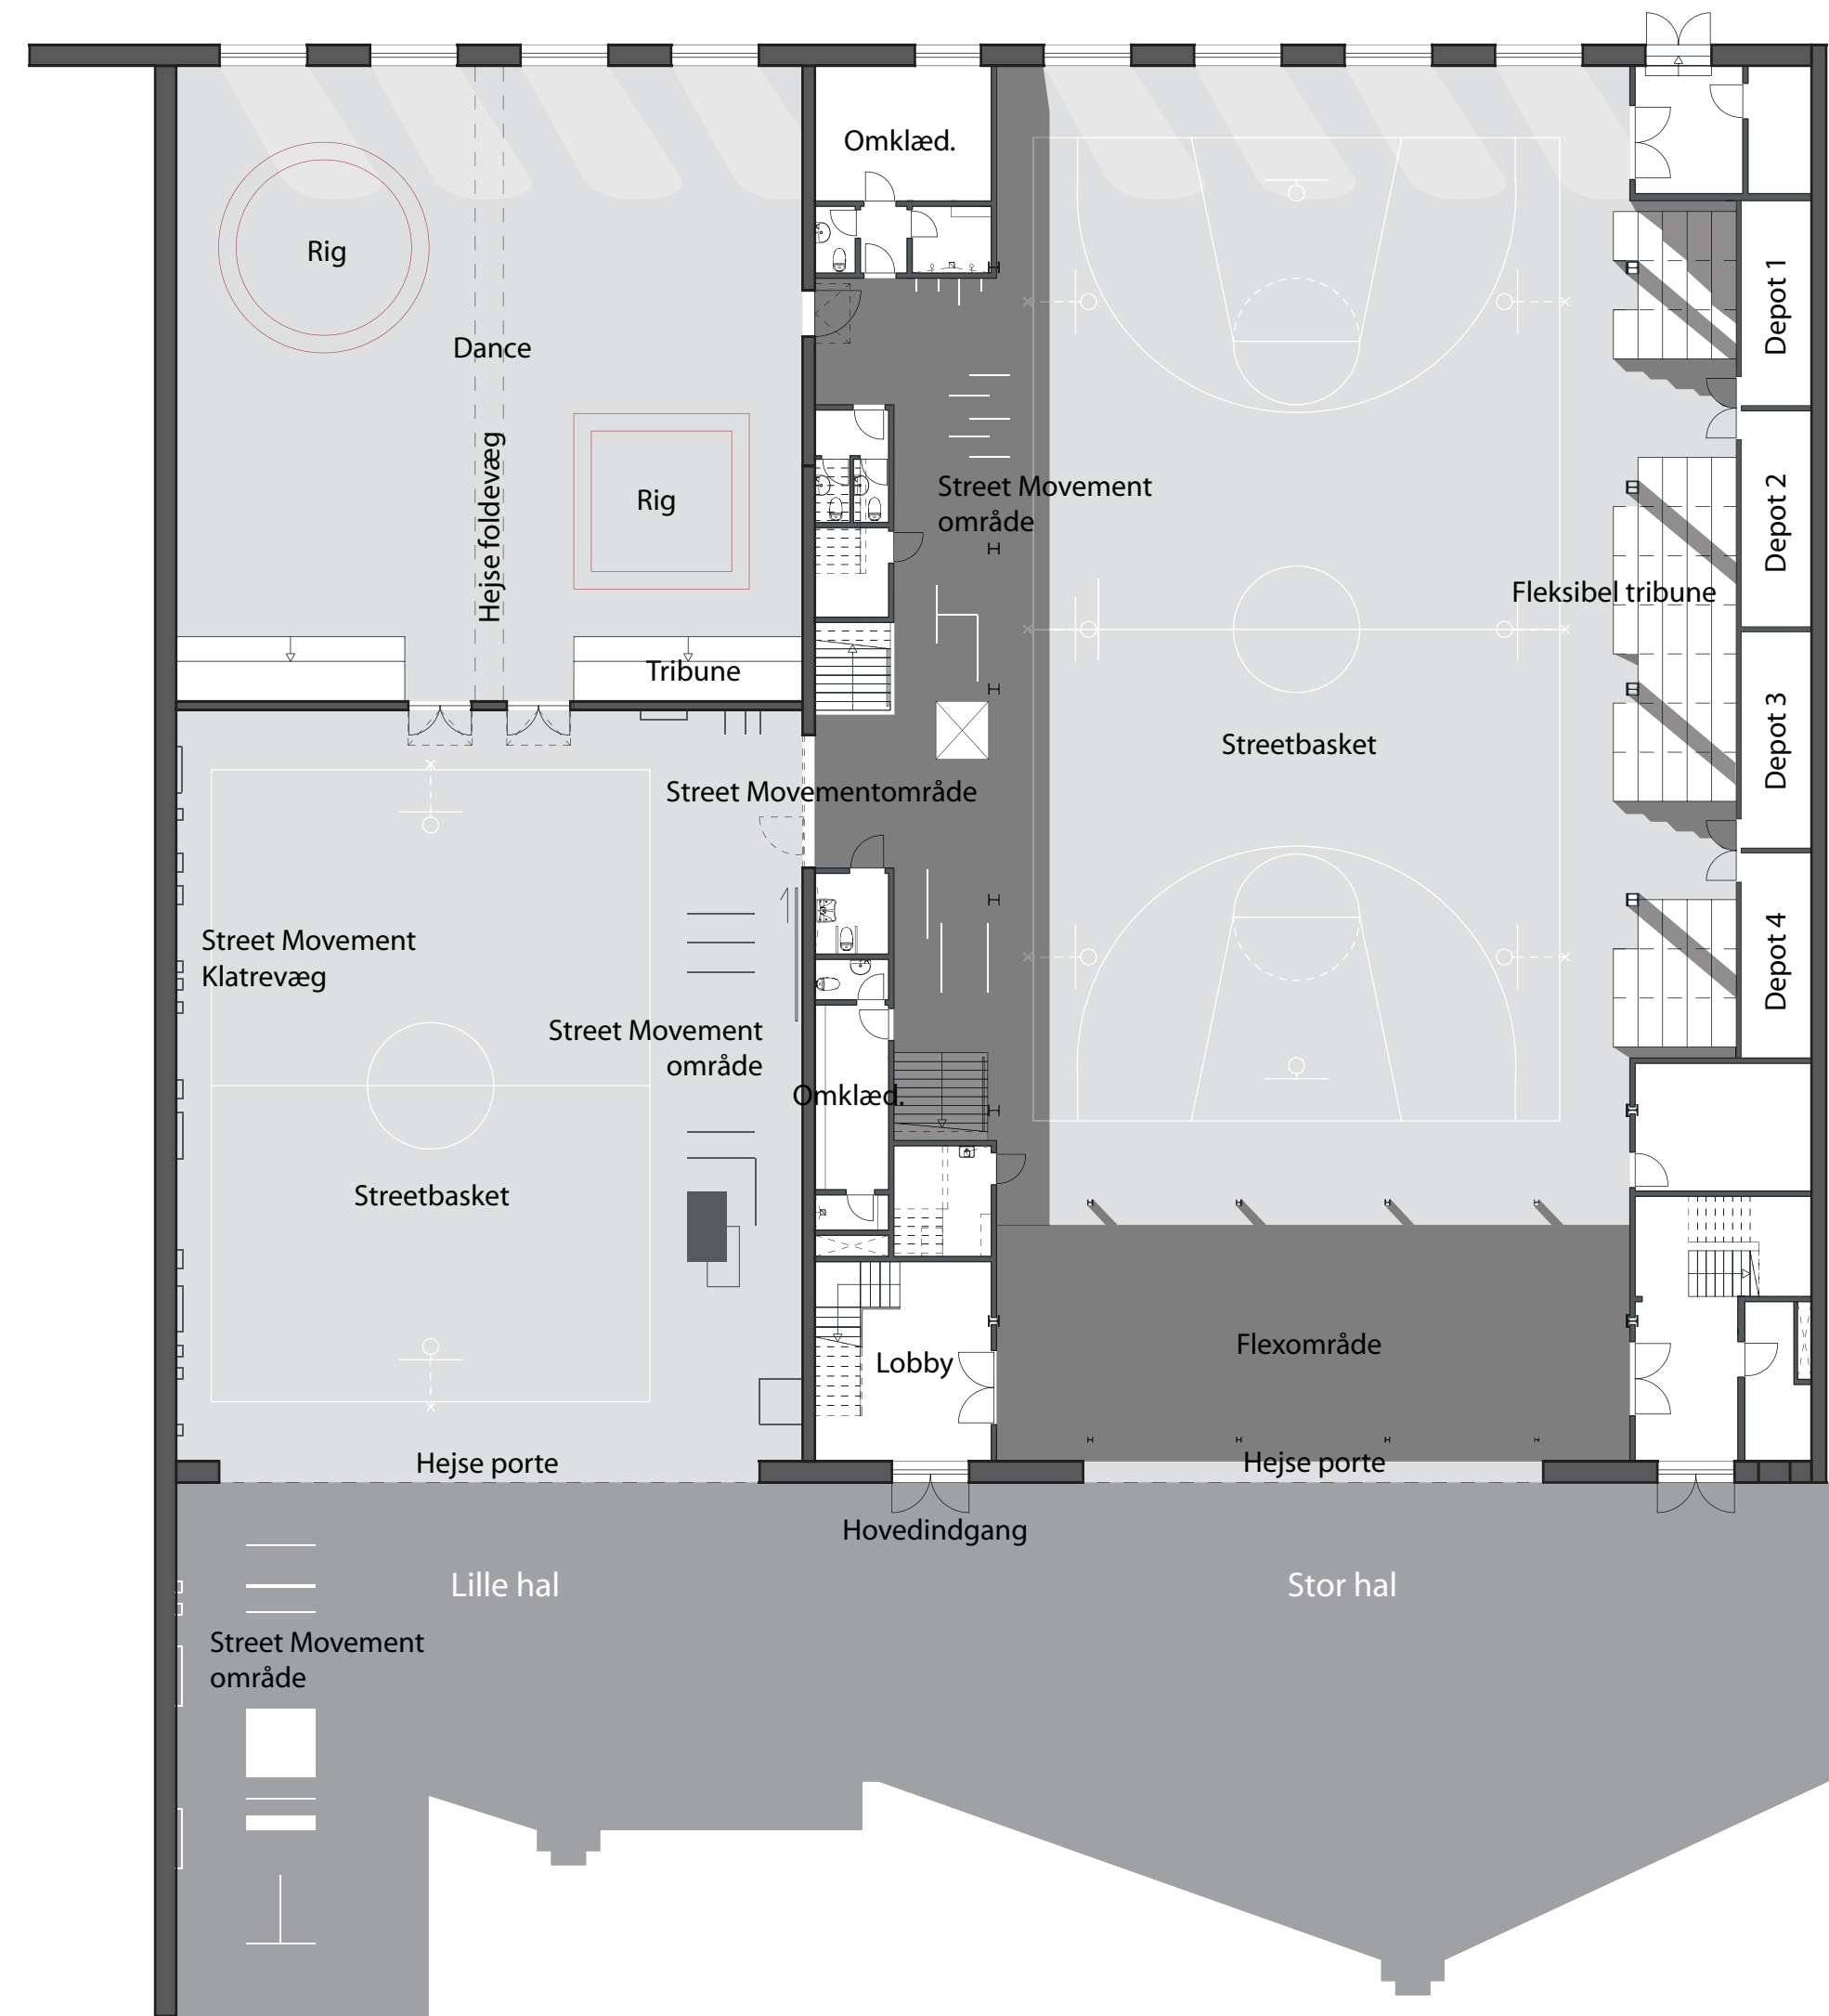 Omklæd.
Rig
Depot 1
Dance
Hejse foldevæg
Rig
Street Movement
område
Depot 2
Fleksibel tribune
Tribune
Streetbasket
Depot 3
Street Movementområde
Street Movement
Klatrevæg
Depot 4
Street Movement
område
Omklæd.
Streetbasket
Lobby
Flexområde
Hejse porte
Hejse porte
Hovedindgang
Lille hal
Stor hal
Street Movement
område